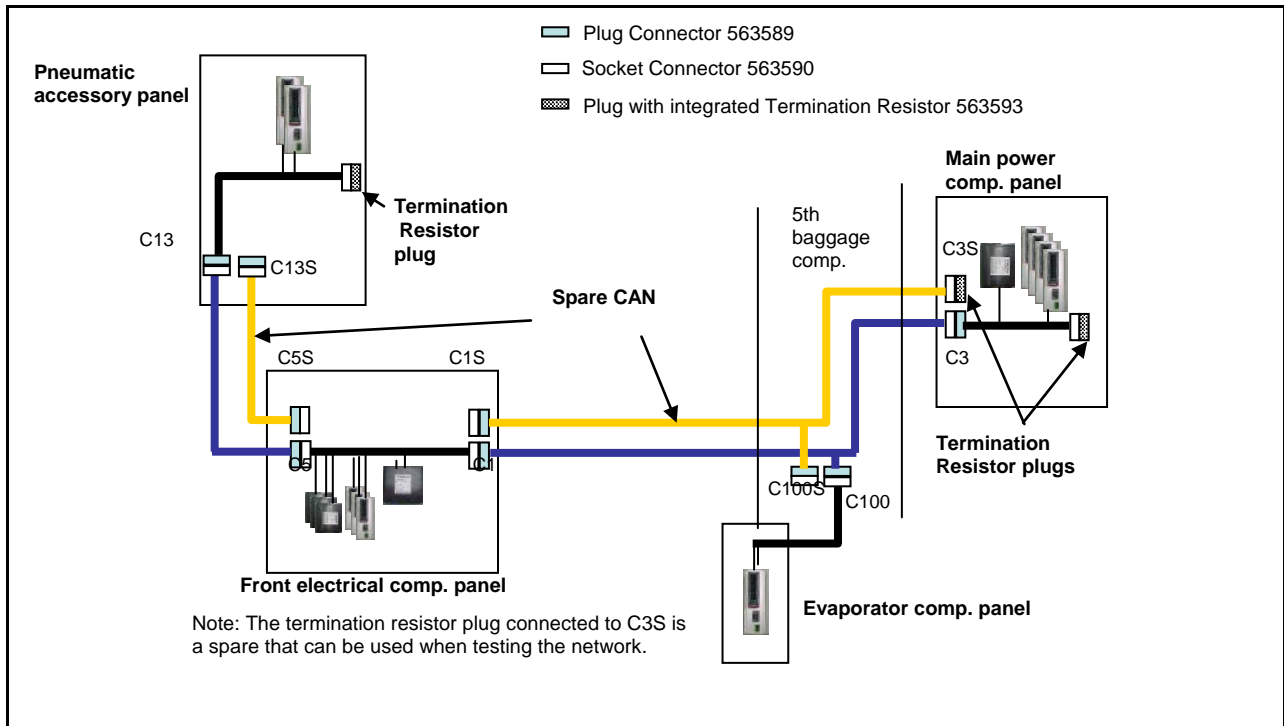 Plug Connector 563589
Socket Connector 563590
Plug with integrated Termination Resistor 563593
Pneumatic
accessory panel
Termination
Resistor
plug
C13
C13S
Spare CAN
5th
baggage
comp.
Main power
comp. panel
C3S
C3
Termination
Resistor plugs
C5S
C1S
C5
C1
C100S
C100
Front electrical comp. panel
Evaporator comp. panel
Note: The termination resistor plug connected to C3S is
a spare that can be used when testing the network.